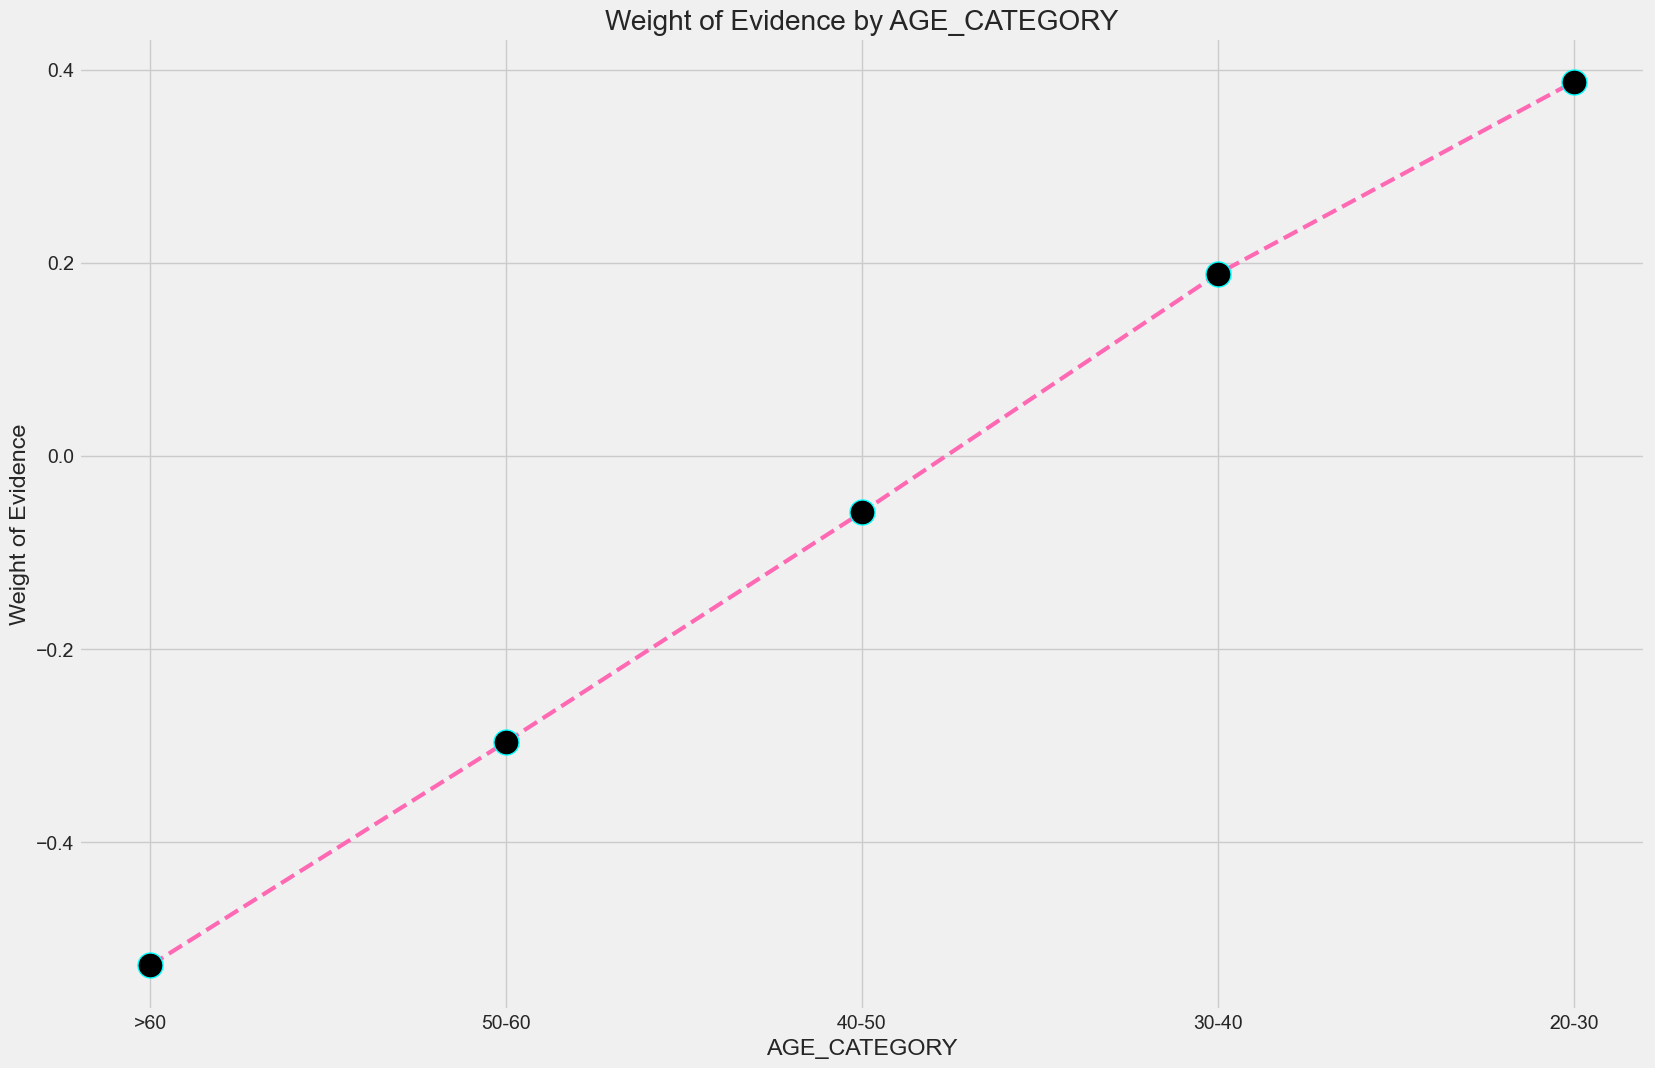 Weight of Evidence by AGE_CATEGORY
0.4
0.2
0.0
−0.2
−0.4
Weight of Evidence
>60 50-60 40-50 30-40 20-30
AGE_CATEGORY